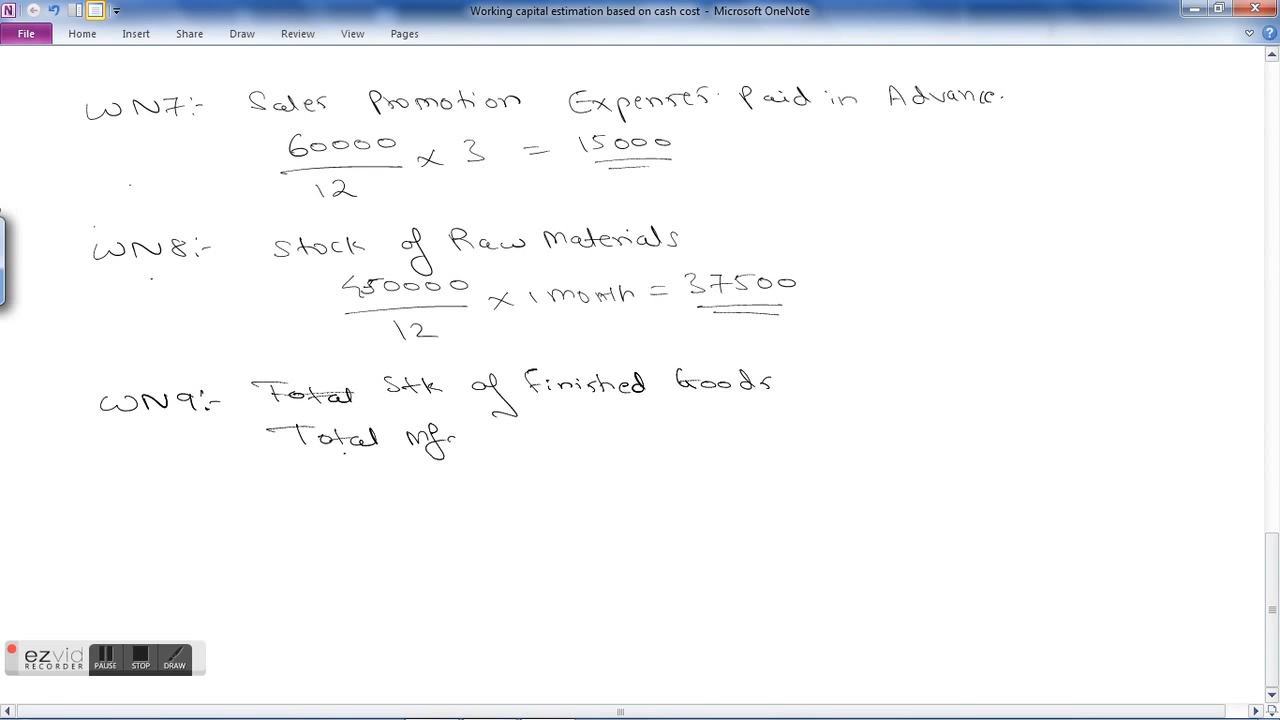 Working capital estimation based on cash cost - Microsoft OneNote
File Home Insert Share Draw Review View Pages
WN7:- Sales Promotion Expenses Paid in Advance.
60000
12
× 3 = 15000
WN8:- Stock of Raw Materials
450000
12
× 1 month = 37500
WN9:- Total Stk of Finished Goods
Total Mfr
ezvid
RECORDER
PAUSE STOP DRAW